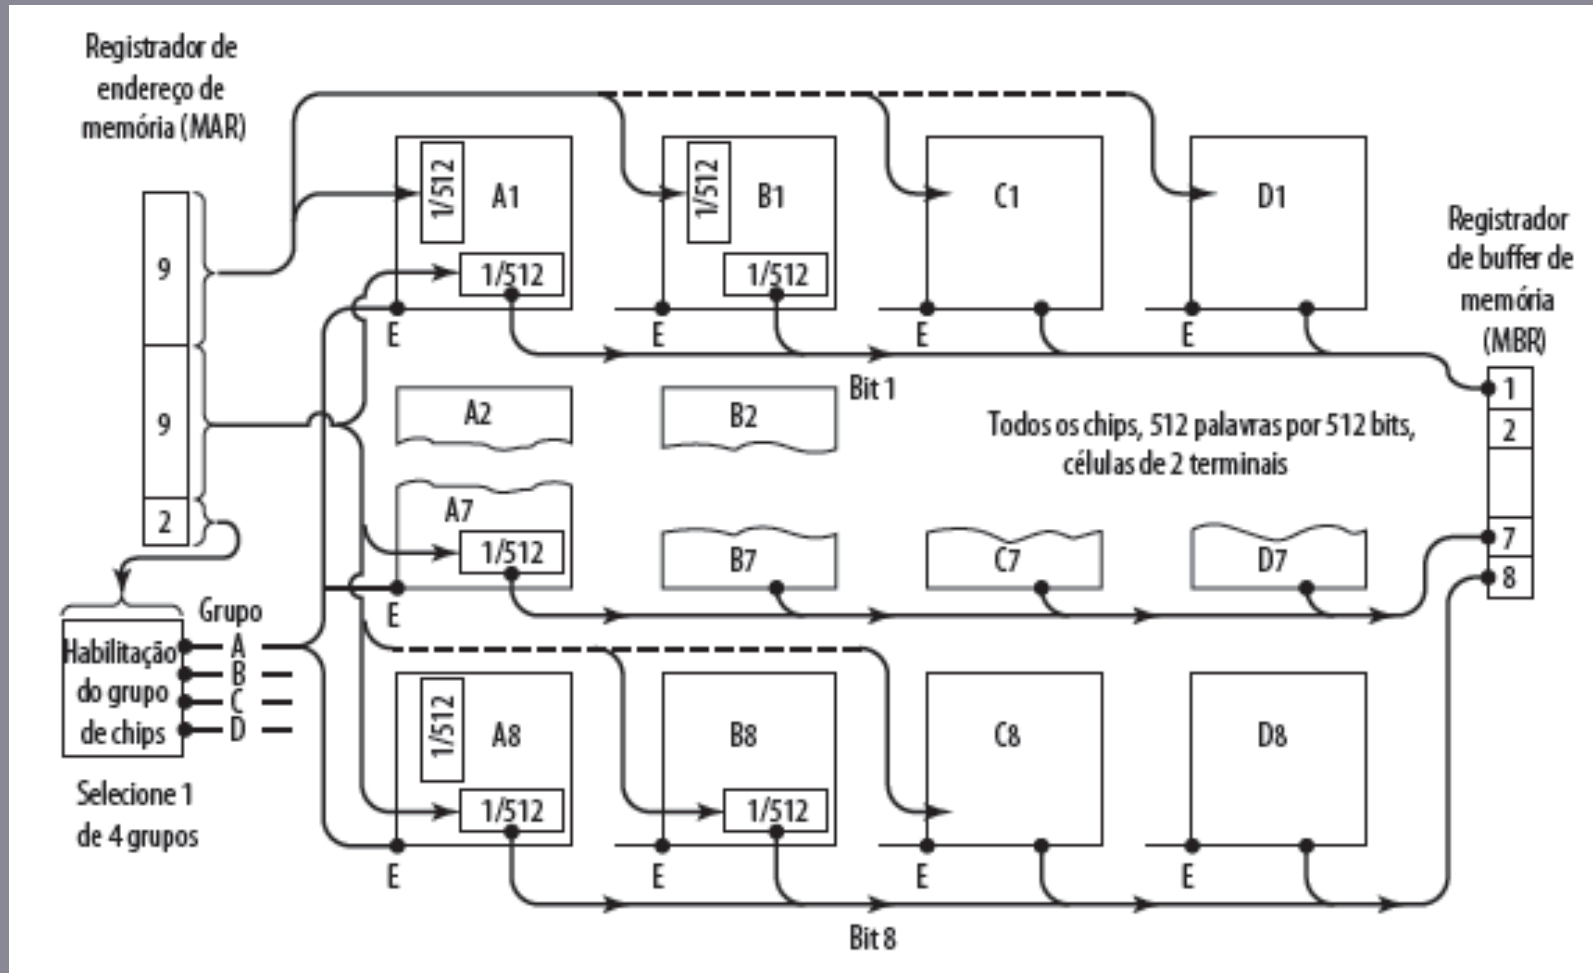 Registrador de
endereço de
memória (MAR)
9
9
2
Habilitação
do grupo
de chips
Grupo
A
B
C
D
Selecione 1
de 4 grupos
1/512
A1
1/512
E
1/512
B1
1/512
E
C1
E
D1
E
Bit 1
A2
B2
Todos os chips, 512 palavras por 512 bits,
células de 2 terminais
A7
1/512
E
B7
C7
D7
1/512
A8
1/512
E
B8
1/512
E
C8
E
D8
E
Bit 8
Registrador
de buffer de
memória
(MBR)
1
2
7
8